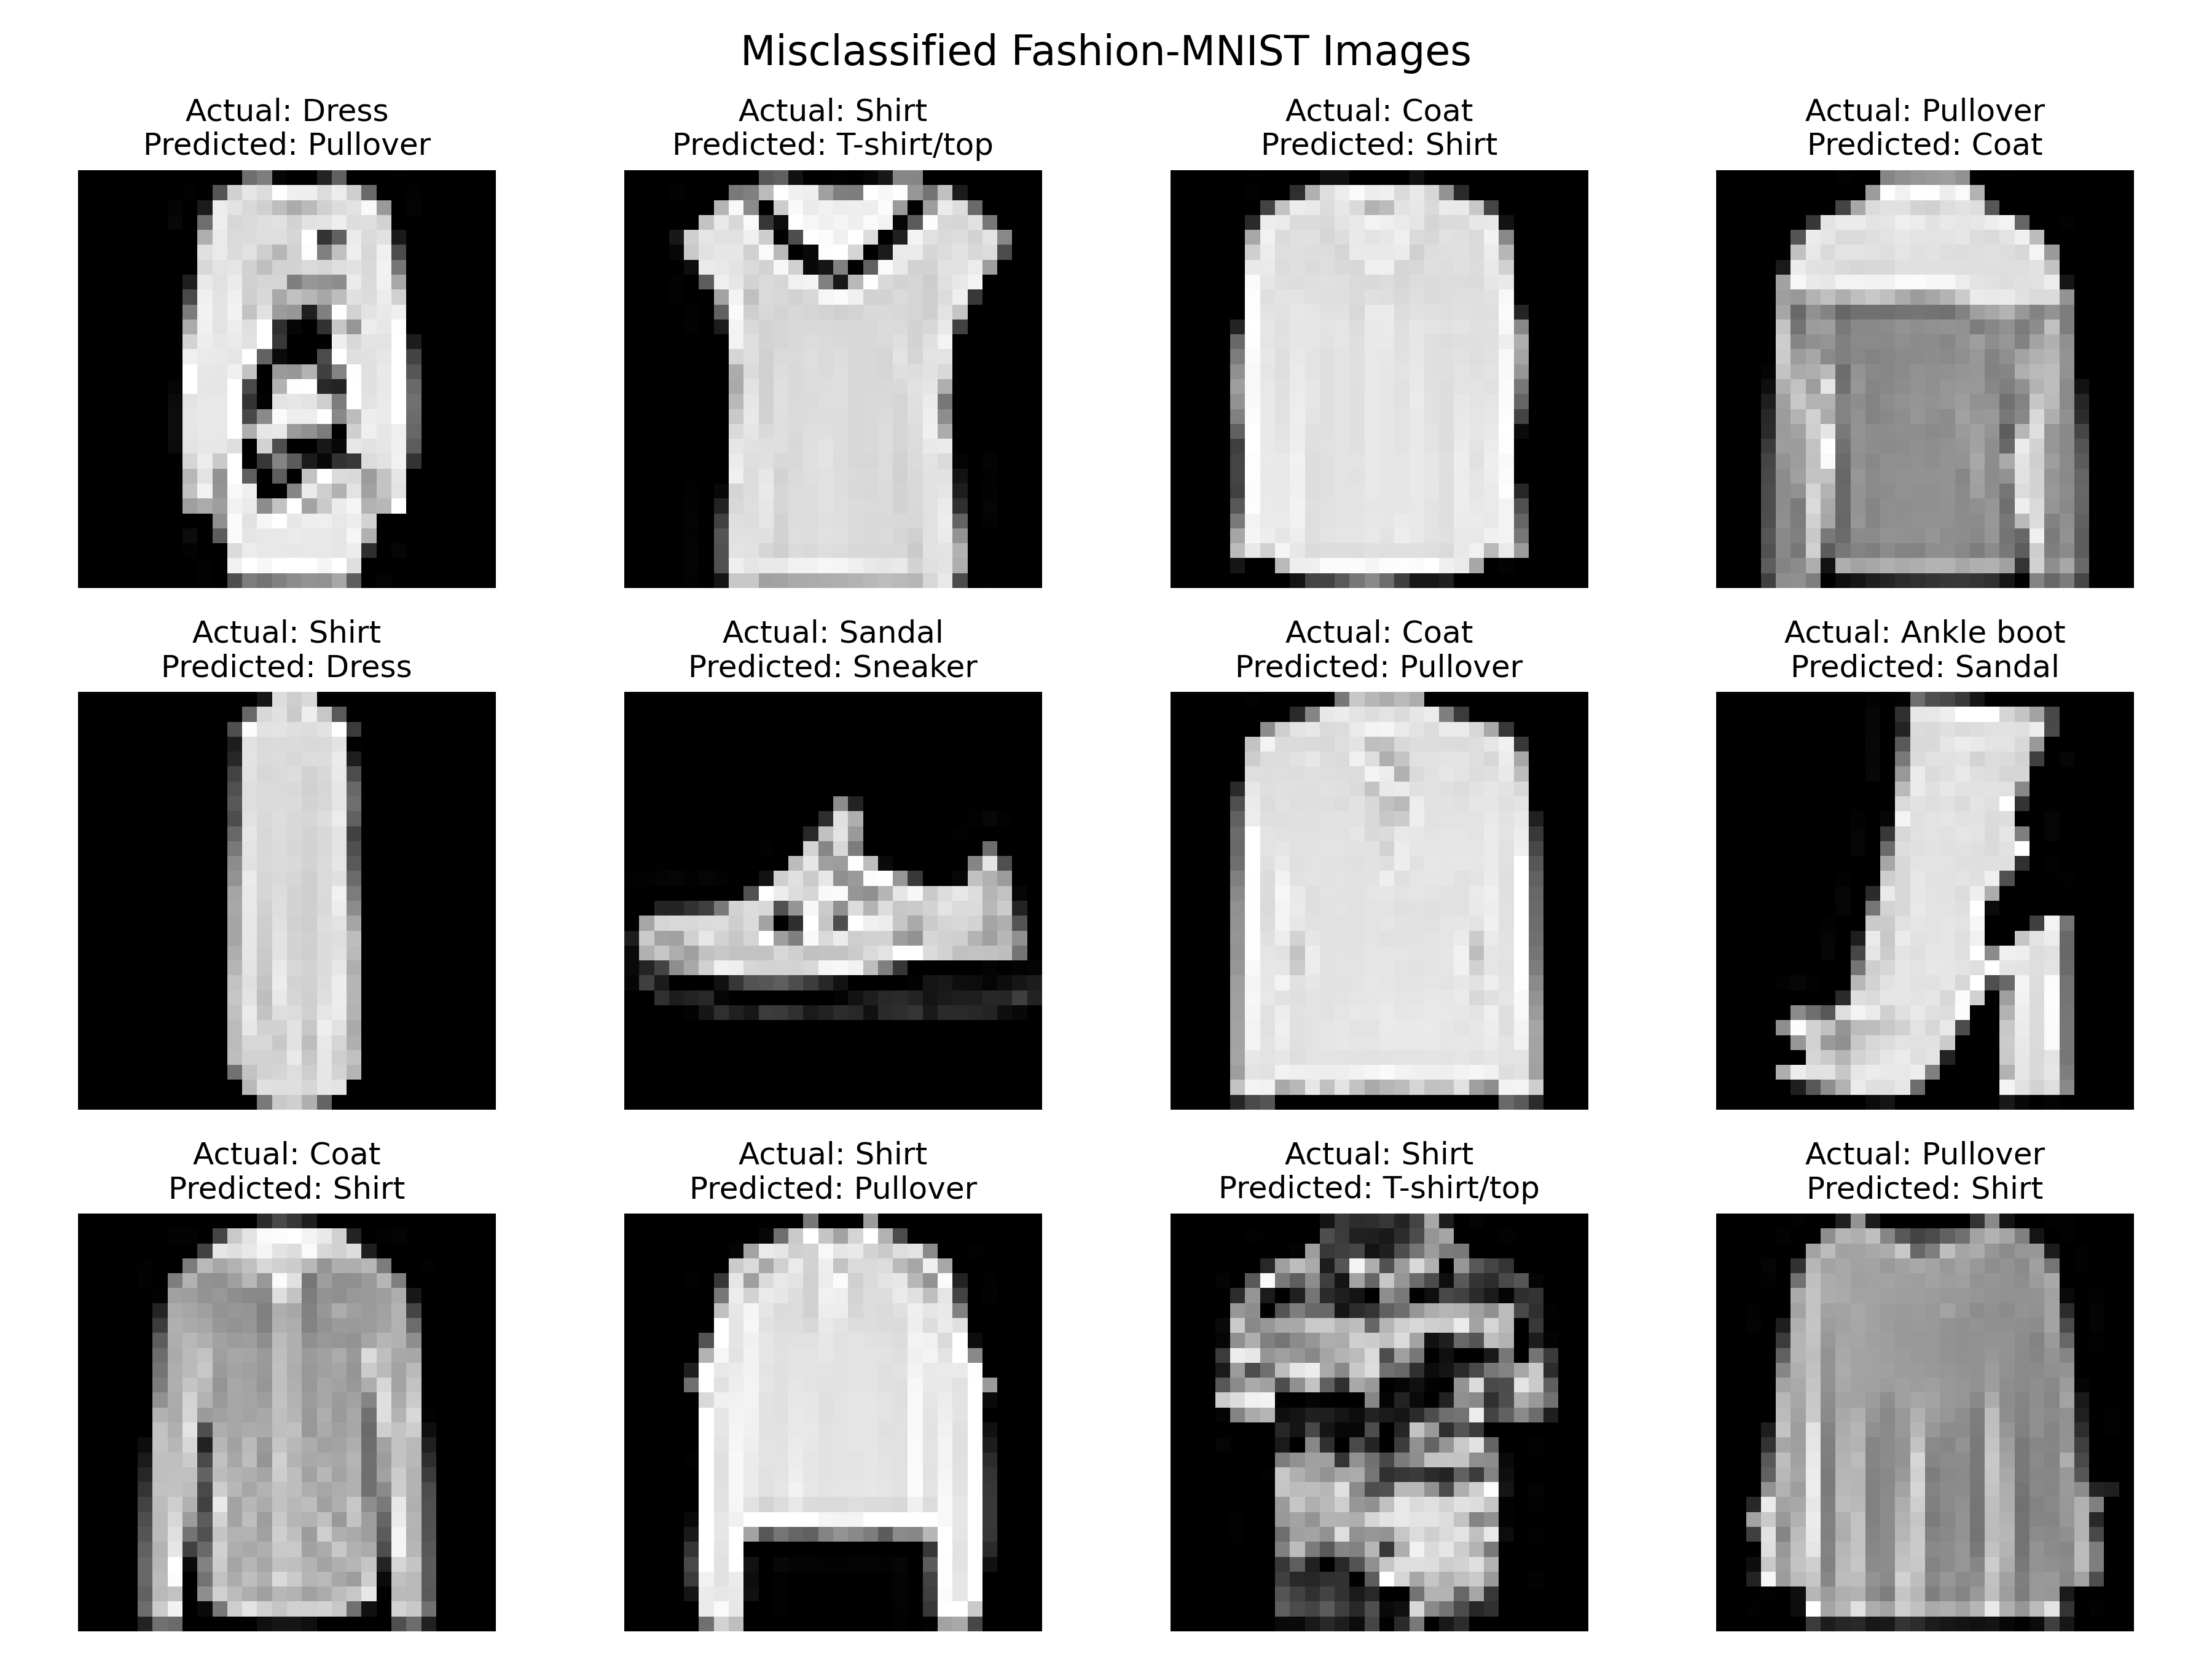 Misclassified Fashion-MNIST Images
Actual: Dress
Predicted: Pullover
Actual: Shirt
Predicted: T-shirt/top
Actual: Coat
Predicted: Shirt
Actual: Pullover
Predicted: Coat
Actual: Shirt
Predicted: Dress
Actual: Sandal
Predicted: Sneaker
Actual: Coat
Predicted: Pullover
Actual: Ankle boot
Predicted: Sandal
Actual: Coat
Predicted: Shirt
Actual: Shirt
Predicted: Pullover
Actual: Shirt
Predicted: T-shirt/top
Actual: Pullover
Predicted: Shirt